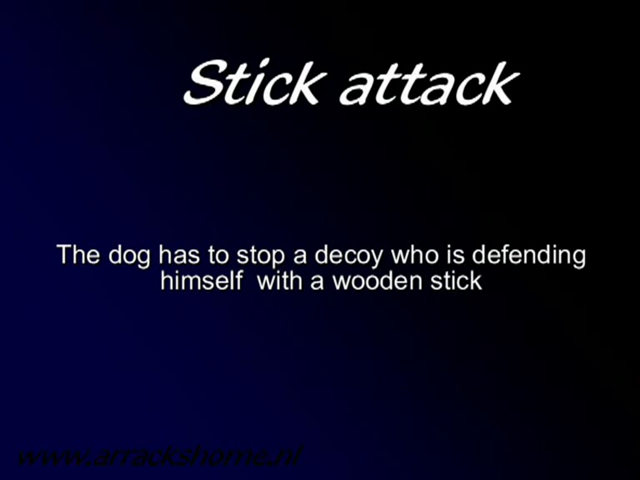 Stick attack
The dog has to stop a decoy who is defending
himself  with a wooden stick
www.arrackshome.nl